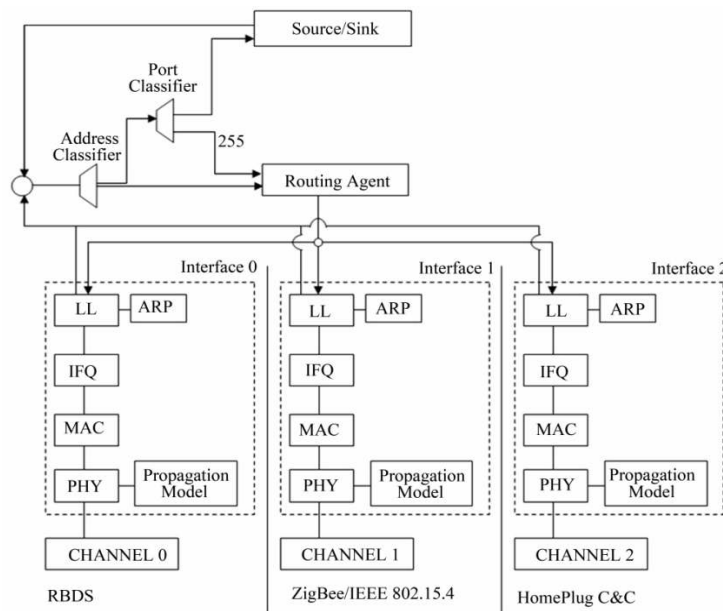 Source/Sink
Port
Classifier
255
Address
Classifier
Routing Agent
Interface 0
Interface 1
Interface 2
LL
ARP
LL
ARP
LL
ARP
IFQ
IFQ
IFQ
MAC
MAC
MAC
PHY
Propagation
Model
PHY
Propagation
Model
PHY
Propagation
Model
CHANNEL 0
CHANNEL 1
CHANNEL 2
RBDS
ZigBee/IEEE 802.15.4
HomePlug C&C